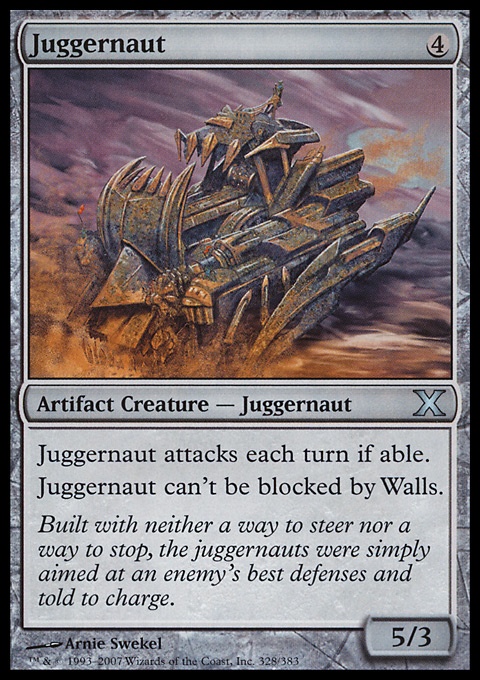 Juggernaut 4
Artifact Creature — Juggernaut X
Juggernaut attacks each turn if able.
Juggernaut can't be blocked by Walls.
Built with neither a way to steer nor a
way to stop, the juggernauts were simply
aimed at an enemy's best defenses and
told to charge.
5/3
Arnie Swekel
™ & © 1993–2007 Wizards of the Coast, Inc. 328/383